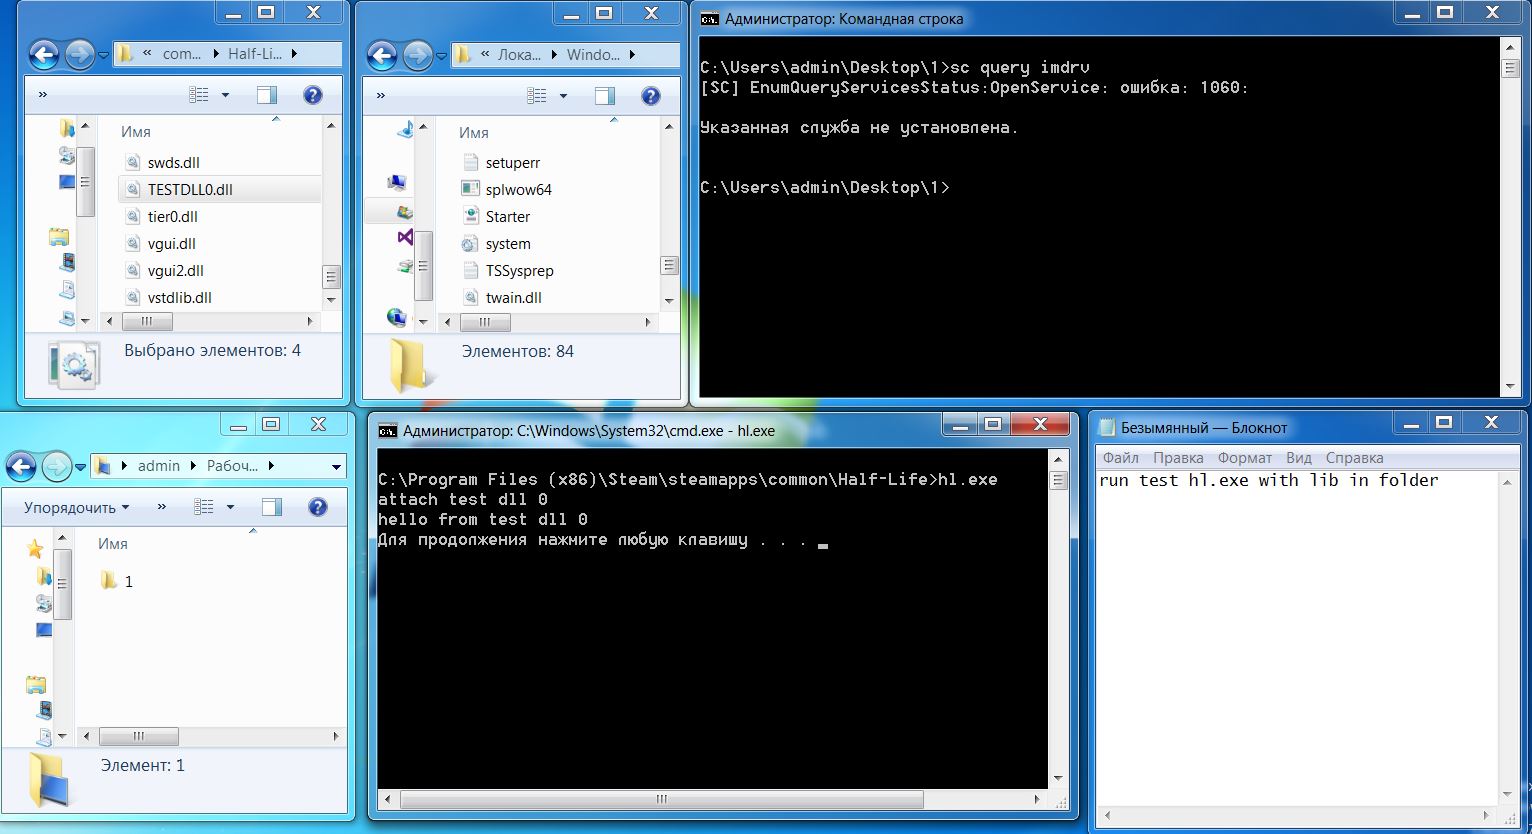 « com... Half-Li...
»
Имя
swds.dll
TESTDLL0.dll
tier0.dll
vgui.dll
vgui2.dll
vstdlib.dll
Выбрано элементов: 4
« Лока... Windo...
»
Имя
setuperr
splwow64
Starter
system
TSSysprep
twain.dll
Элементов: 84
Администратор: Командная строка
C:\Users\admin\Desktop\1>sc query imdrv
[SC] EnumQueryServicesStatus:OpenService: ошибка: 1060:
Указанная служба не установлена.
C:\Users\admin\Desktop\1>
admin Рабоч...
Упорядочить »
Имя
1
Элемент: 1
Администратор: C:\Windows\System32\cmd.exe - hl.exe
C:\Program Files (x86)\Steam\steamapps\common\Half-Life>hl.exe
attach test dll 0
hello from test dll 0
Для продолжения нажмите любую клавишу . . .
Безымянный — Блокнот
Файл Правка Формат Вид Справка
run test hl.exe with lib in folder